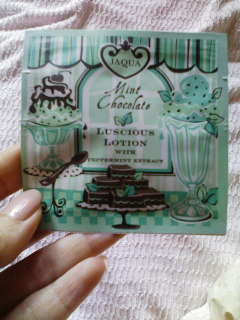 JAQUA
Mint
Chocolate
LUSCIOUS
LOTION
WITH
PEPPERMINT EXTRACT